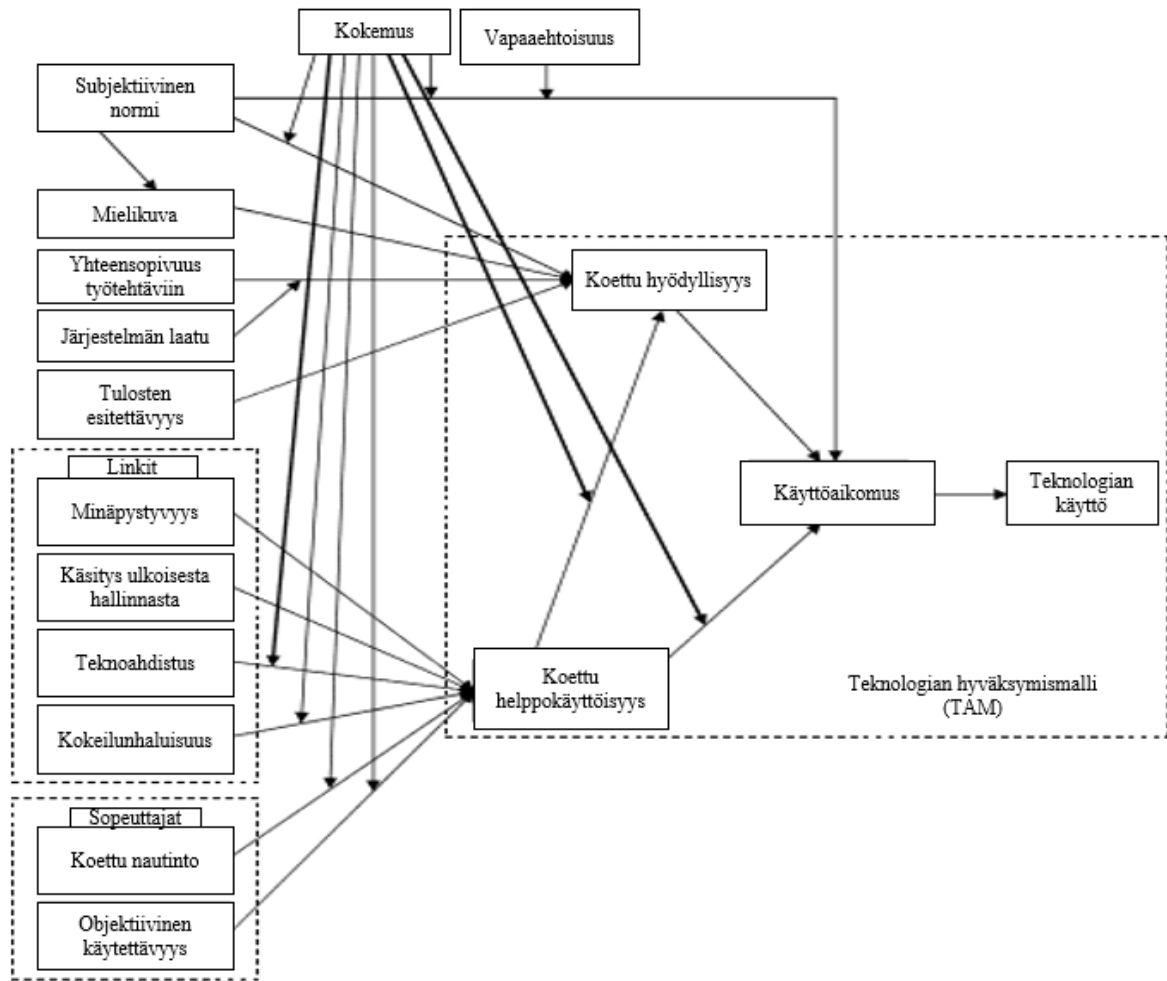 Kokemus
Vapaaehtoisuus
Subjektiivinen
normi
Mielikuva
Yhteensopivuus
työtehtäviin
Järjestelmän laatu
Tulosten
esitettävyys
Koettu hyödyllisyys
Linkit
Minäpystyvyys
Käsitys ulkoisesta
hallinnasta
Teknoahdistus
Kokeilunhaluisuus
Käyttöaikomus
Teknologian
käyttö
Koettu
helppokäyttöisyys
Teknologian hyväksymismalli
(TAM)
Sopeuttajat
Koettu nautinto
Objektiivinen
käytettävyys